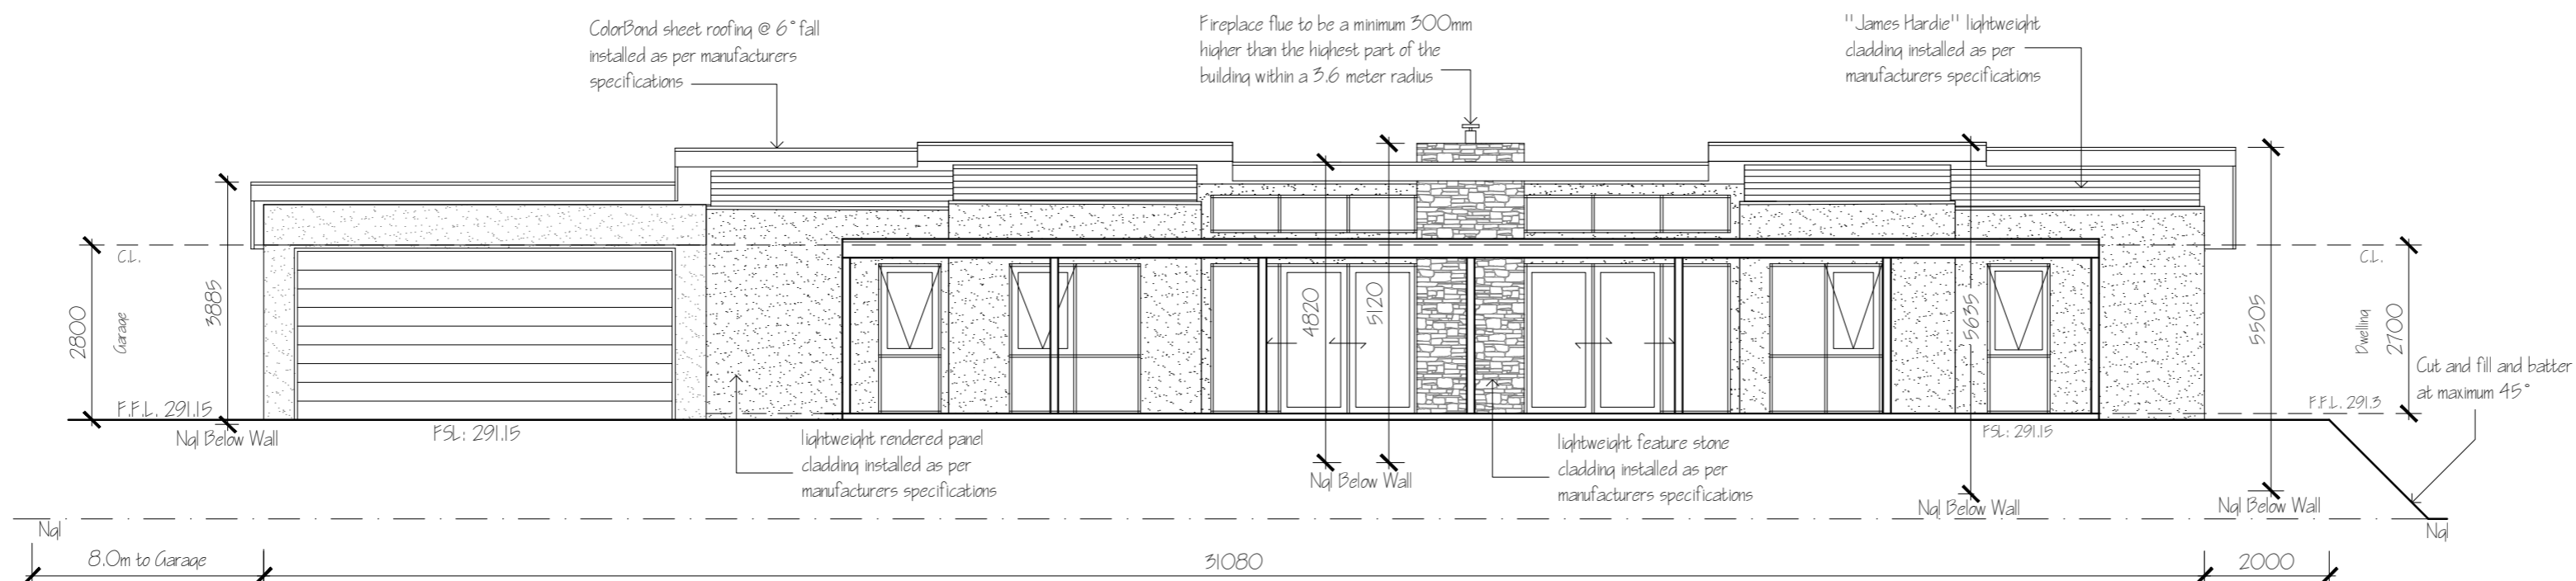 ColorBond sheet roofing @ 6° fall
installed as per manufacturers
specifications
Fireplace flue to be a minimum 300mm
higher than the highest part of the
building within a 3.6 meter radius
"James Hardie" lightweight
cladding installed as per
manufacturers specifications
C.L.
2800
Garage
3885
F.F.L. 291.15
Ngl Below Wall
FSL: 291.15
lightweight rendered panel
cladding installed as per
manufacturers specifications
4820
5120
Ngl Below Wall
lightweight feature stone
cladding installed as per
manufacturers specifications
5635
Ngl Below Wall
FSL: 291.15
5505
Ngl Below Wall
C.L.
Dwelling
2700
F.F.L. 291.3
Cut and fill and batter
at maximum 45°
Ngl
Ngl
8.0m to Garage
31080
2000